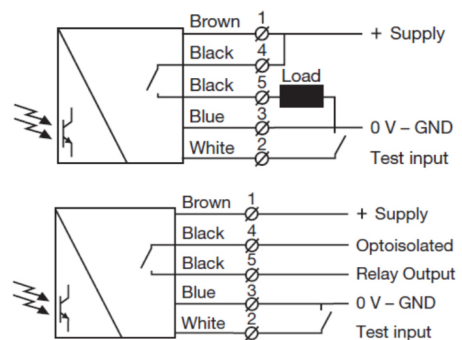 Brown 1 + Supply
Black 4
Black 5 Load
Blue 3 0 V – GND
White 2 Test input
Brown 1 + Supply
Black 4 Optoisolated
Black 5 Relay Output
Blue 3 0 V – GND
White 2 Test input